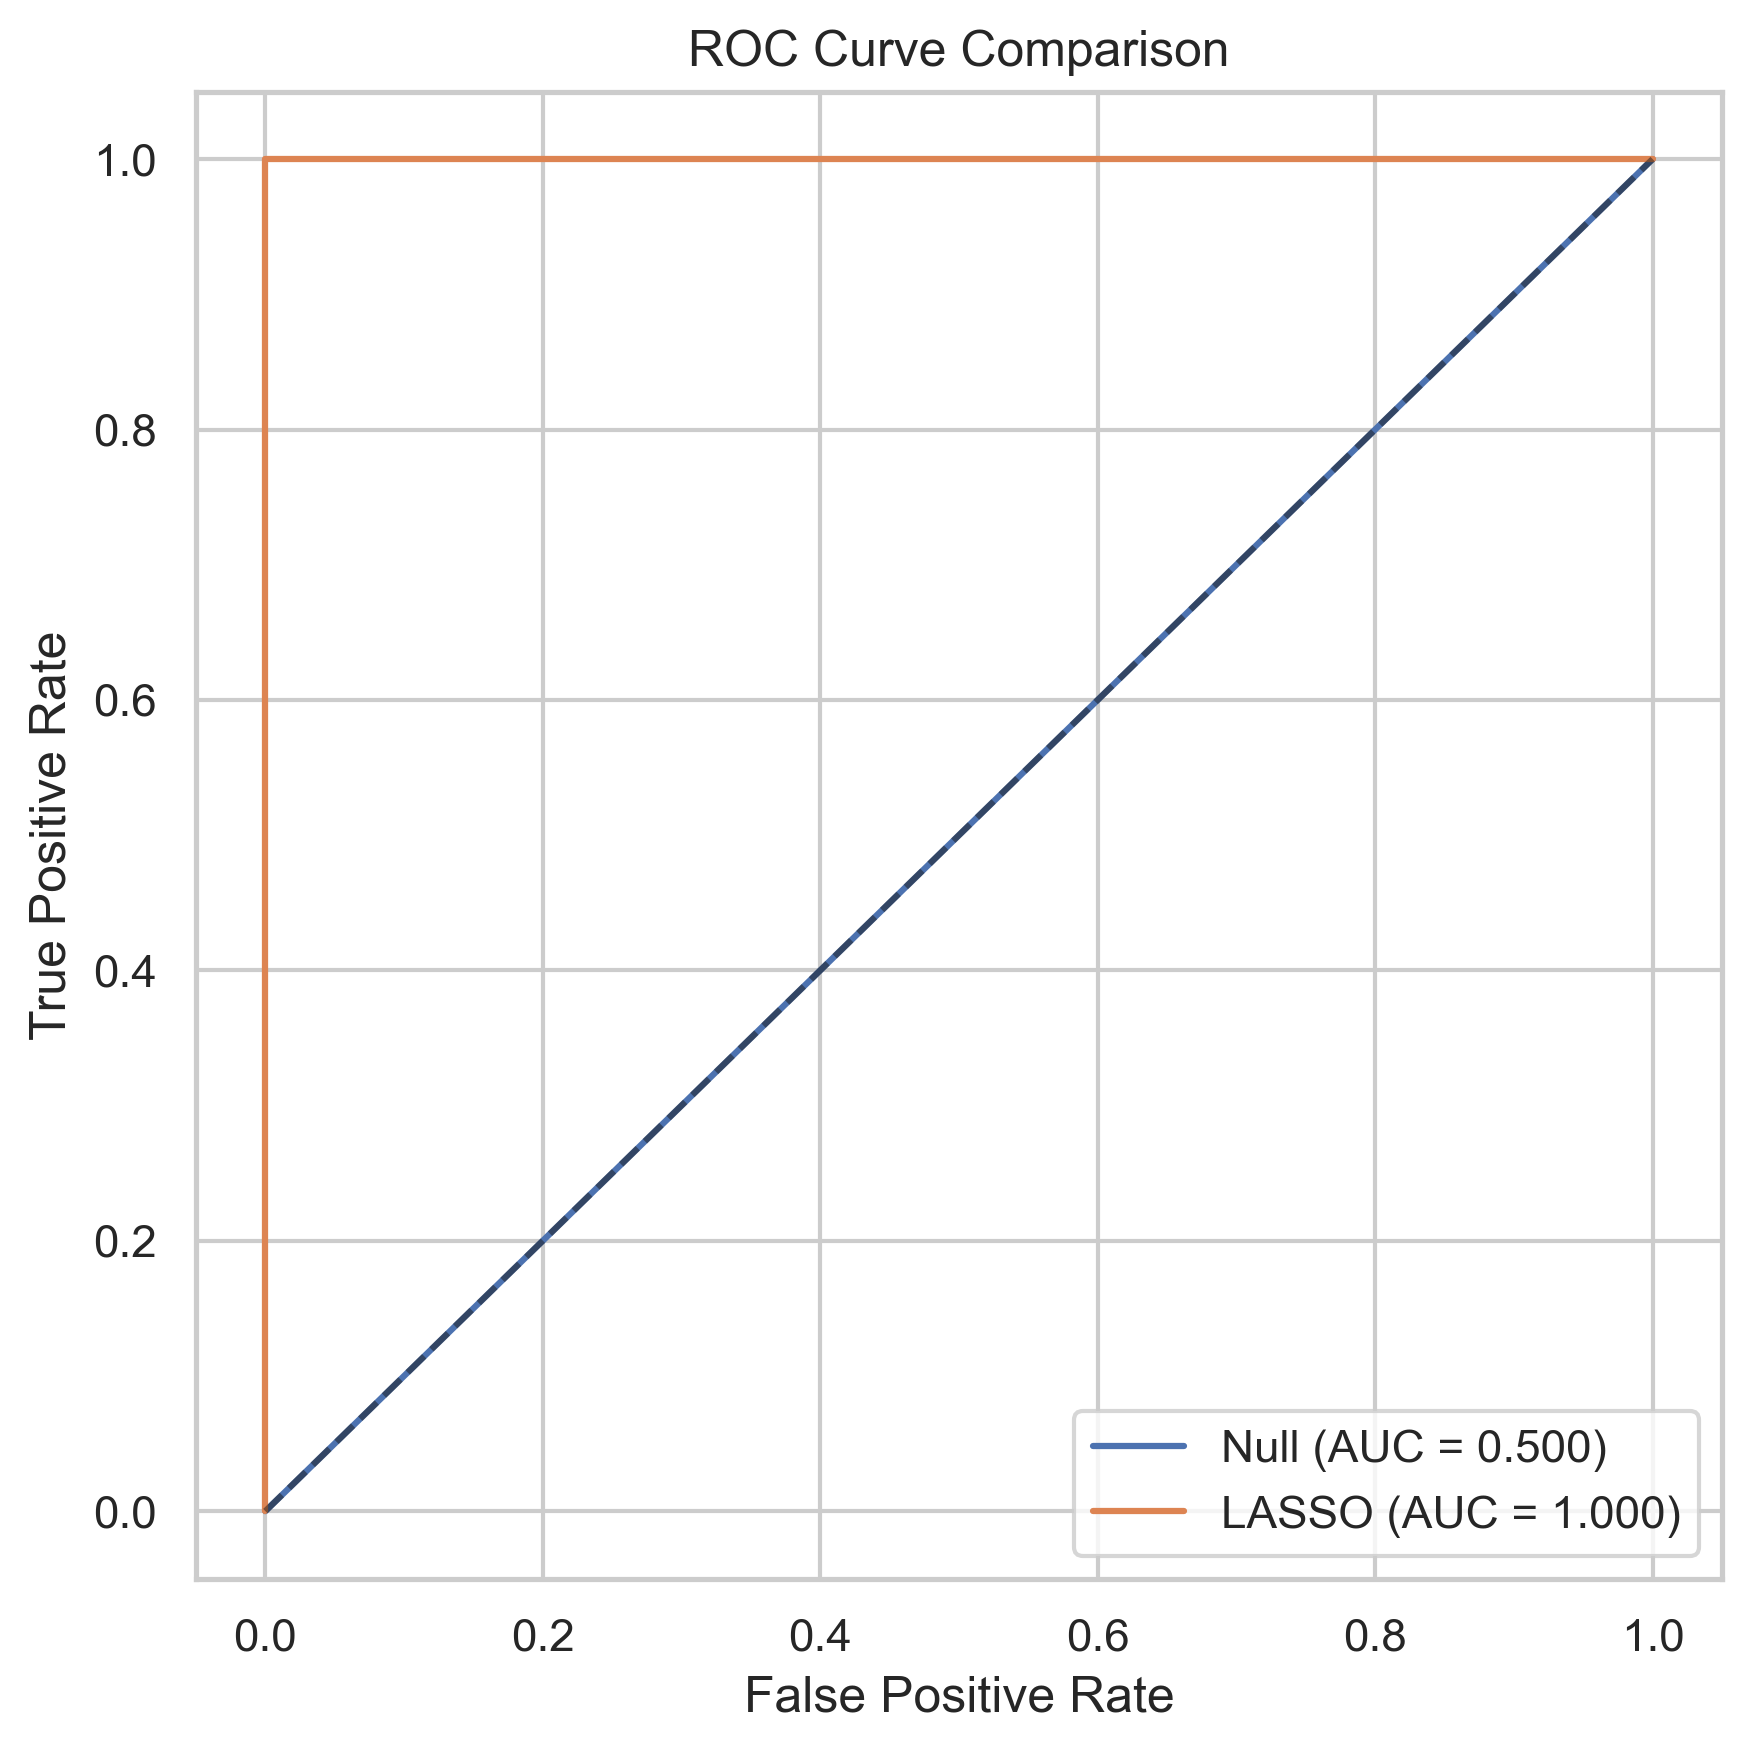 ROC Curve Comparison
True Positive Rate
1.0
0.8
0.6
0.4
0.2
0.0
Null (AUC = 0.500)
LASSO (AUC = 1.000)
0.0 0.2 0.4 0.6 0.8 1.0
False Positive Rate